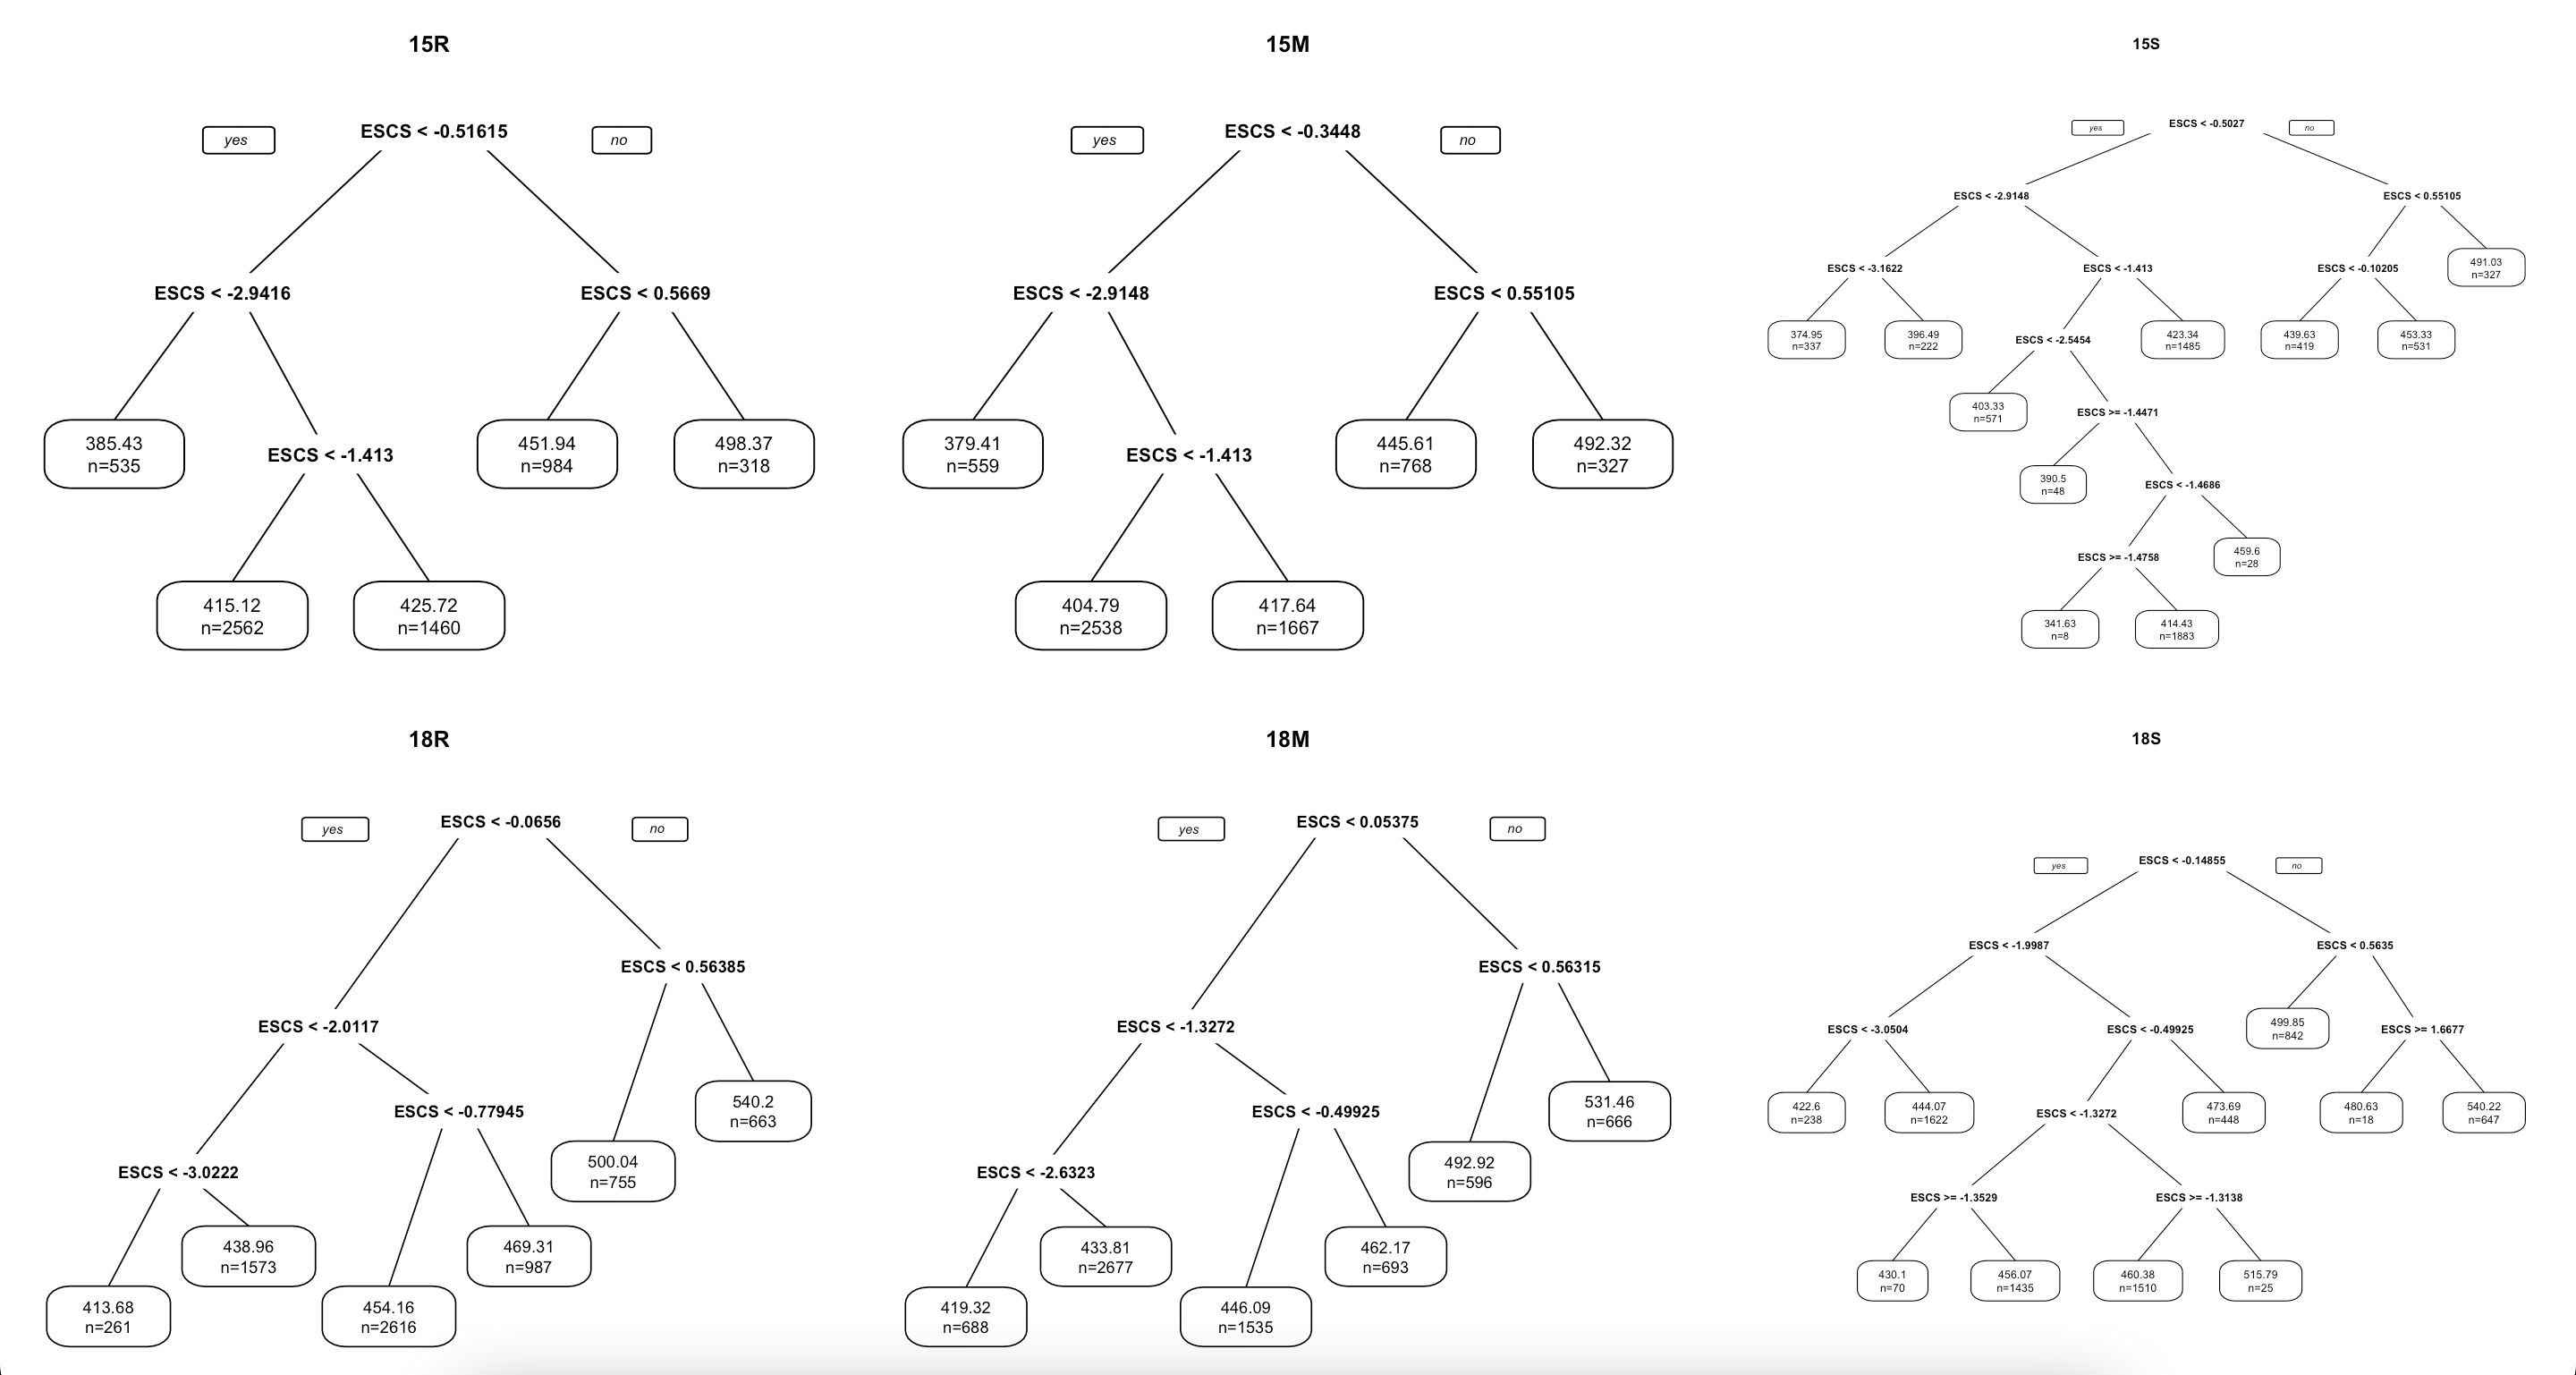 15R
yes
ESCS < -0.51615
no
ESCS < -2.9416
ESCS < 0.5669
385.43
n=535
ESCS < -1.413
451.94
n=984
498.37
n=318
415.12
n=2562
425.72
n=1460
15M
yes
ESCS < -0.3448
no
ESCS < -2.9148
ESCS < 0.55105
379.41
n=559
ESCS < -1.413
445.61
n=768
492.32
n=327
404.79
n=2538
417.64
n=1667
15S
yes
ESCS < -0.5027
no
ESCS < -2.9148
ESCS < 0.55105
ESCS < -3.1622
ESCS < -1.413
ESCS < -0.10205
491.03
n=327
374.95
n=337
396.49
n=222
ESCS < -2.5454
423.34
n=1485
439.63
n=419
453.33
n=531
403.33
n=571
ESCS >= -1.4471
390.5
n=48
ESCS < -1.4686
ESCS >= -1.4758
459.6
n=28
341.63
n=8
414.43
n=1883
18R
yes
ESCS < -0.0656
no
ESCS < 0.56385
ESCS < -2.0117
ESCS < -0.77945
540.2
n=663
ESCS < -3.0222
500.04
n=755
438.96
n=1573
469.31
n=987
413.68
n=261
454.16
n=2616
18M
yes
ESCS < 0.05375
no
ESCS < 0.56315
ESCS < -1.3272
ESCS < -0.49925
531.46
n=666
ESCS < -2.6323
492.92
n=596
433.81
n=2677
462.17
n=693
419.32
n=688
446.09
n=1535
18S
yes
ESCS < -0.14855
no
ESCS < -1.9987
ESCS < 0.5635
ESCS < -3.0504
ESCS < -0.49925
499.85
n=842
ESCS >= 1.6677
422.6
n=238
444.07
n=1622
ESCS < -1.3272
473.69
n=448
480.63
n=18
540.22
n=647
ESCS >= -1.3529
ESCS >= -1.3138
430.1
n=70
456.07
n=1435
460.38
n=1510
515.79
n=25